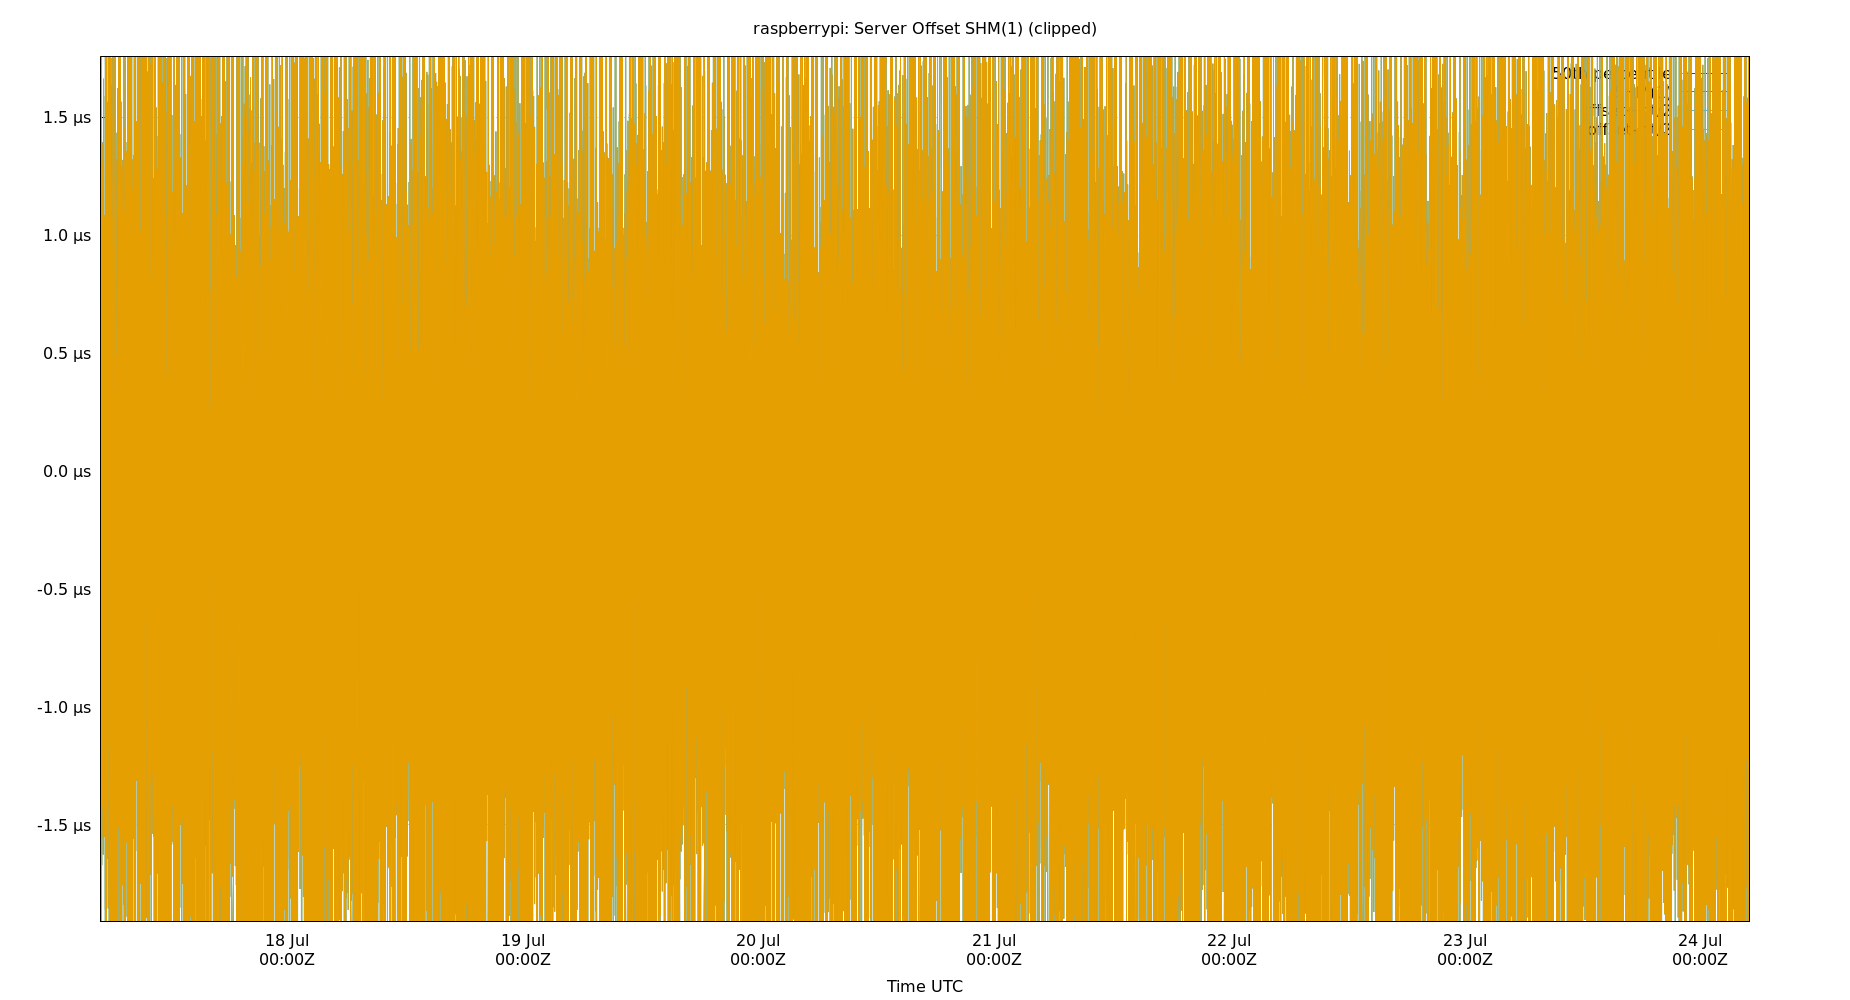 raspberrypi: Server Offset SHM(1) (clipped)
1.5 µs
1.0 µs
0.5 µs
0.0 µs
-0.5 µs
-1.0 µs
-1.5 µs
18 Jul
00:00Z
19 Jul
00:00Z
20 Jul
00:00Z
21 Jul
00:00Z
22 Jul
00:00Z
23 Jul
00:00Z
24 Jul
00:00Z
Time UTC